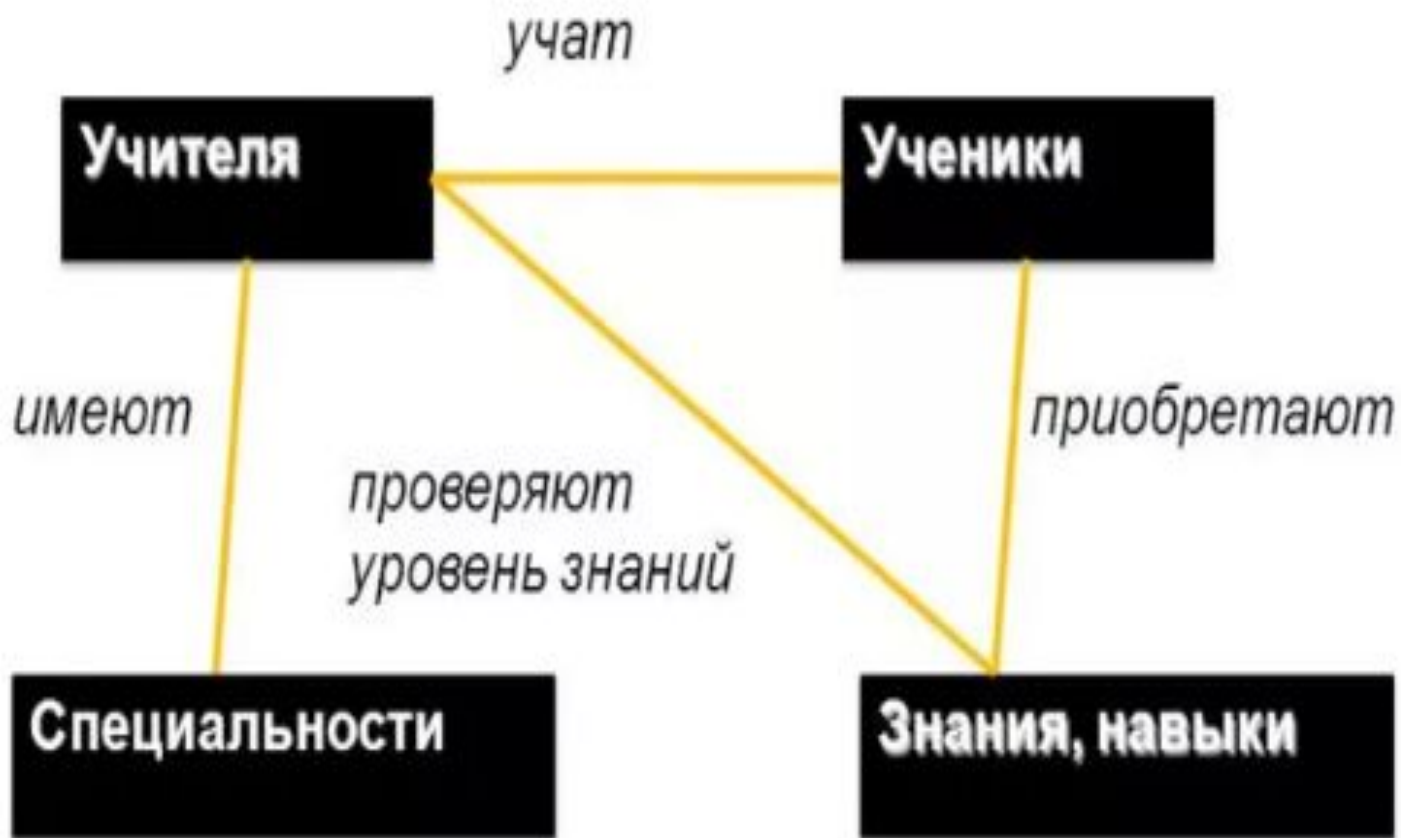 учат
Учителя
Ученики
имеют
приобретают
проверяют
уровень знаний
Специальности
Знания, навыки